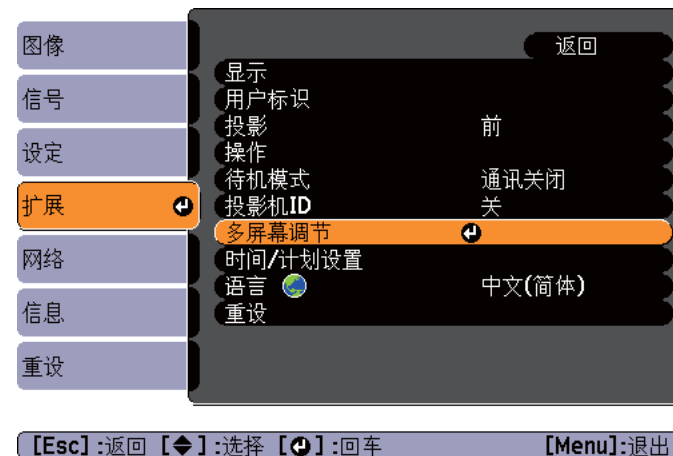 图像
信号
设定
扩展
网络
信息
重设
返回
显示
用户标识
投影 前
操作
待机模式 通讯关闭
投影机ID 关
多屏幕调节
时间/计划设置
语言 中文(简体)
重设
[Esc]:返回 [◆]:选择 [⏎]:回车 [Menu]:退出